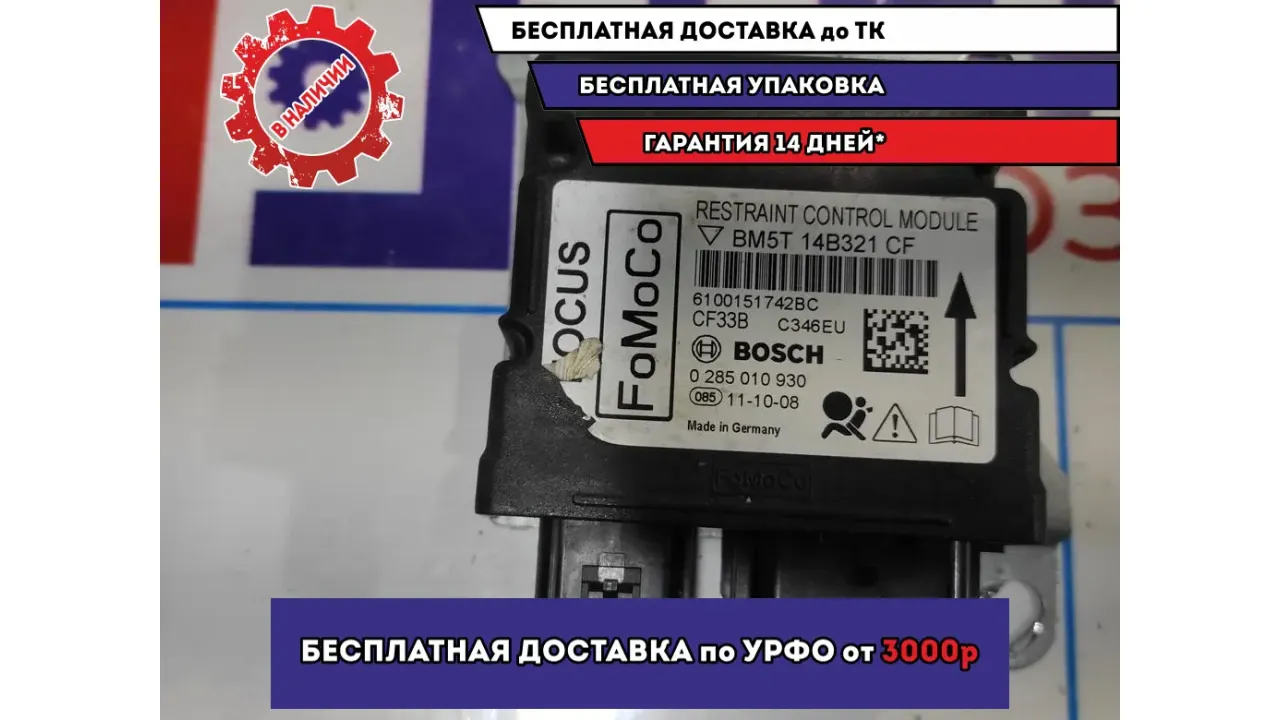 БЕСПЛАТНАЯ ДОСТАВКА до ТК
БЕСПЛАТНАЯ УПАКОВКА
ГАРАНТИЯ 14 ДНЕЙ*
В НАЛИЧИИ
RESTRAINT CONTROL MODULE
BM5T 14B321 CF
6100151742BC
CF33B C346EU
BOSCH
0 285 010 930
085 11-10-08
Made in Germany
FoMoCo
OCUS
FoMoCo
БЕСПЛАТНАЯ ДОСТАВКА по УРФО от 3000р